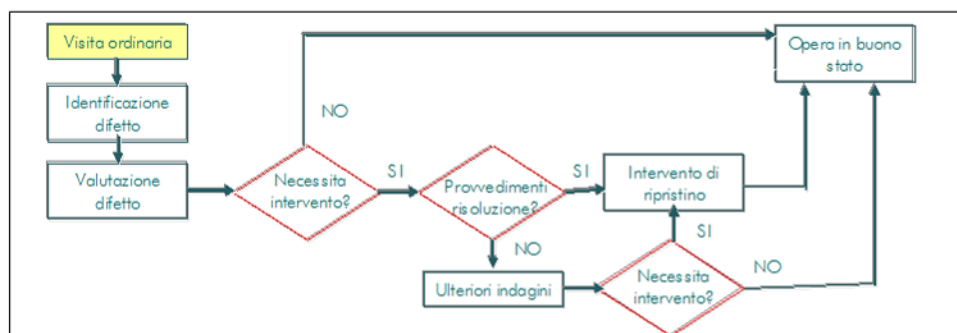 Visita ordinaria
Identificazione
difetto
Valutazione
difetto
Necessita
intervento?
NO
SI
Provvedimenti
risoluzione?
SI
NO
Intervento di
ripristino
Ulteriori indagini
Necessita
intervento?
SI
NO
Opera in buono
stato